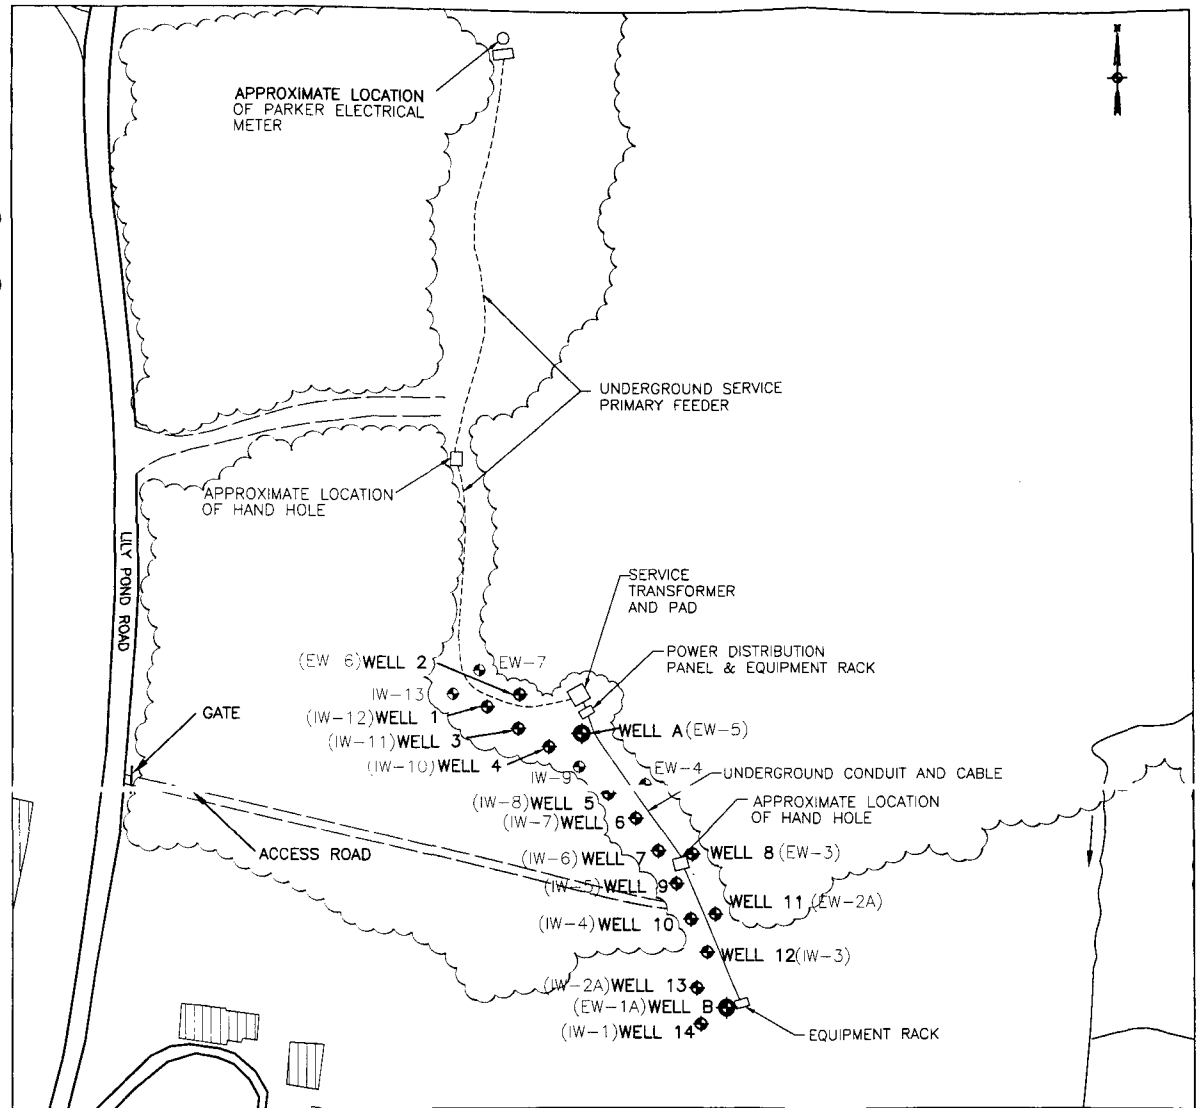 N
APPROXIMATE LOCATION
OF PARKER ELECTRICAL
METER
UNDERGROUND SERVICE
PRIMARY FEEDER
APPROXIMATE LOCATION
OF HAND HOLE
LILY POND ROAD
SERVICE
TRANSFORMER
AND PAD
POWER DISTRIBUTION
PANEL & EQUIPMENT RACK
(EW-6)WELL 2
EW-7
IW-13
(IW-12)WELL 1
GATE
(IW-11)WELL 3
WELL A(EW-5)
(IW-10)WELL 4
IW-9
EW-4
UNDERGROUND CONDUIT AND CABLE
(IW-8)WELL 5
APPROXIMATE LOCATION
OF HAND HOLE
(IW-7)WELL 6
ACCESS ROAD
(IW-6)WELL 7
WELL 8(EW-3)
(IW-5)WELL 9
WELL 11(EW-2A)
(IW-4)WELL 10
WELL 12(IW-3)
(IW-2A)WELL 13
(EW-1A)WELL B
(IW-1)WELL 14
EQUIPMENT RACK